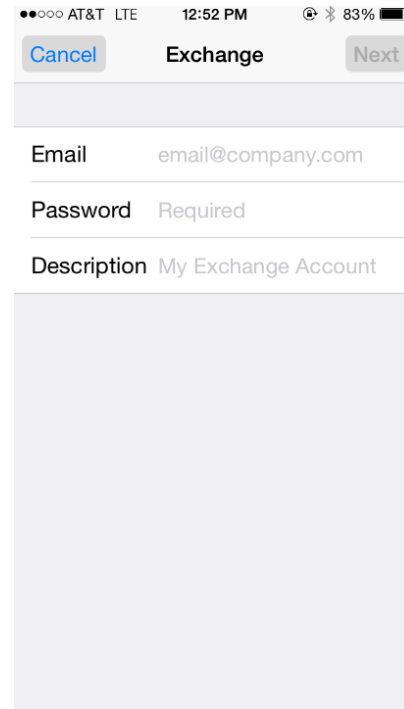 AT&T LTE 12:52 PM 83%
Cancel Exchange Next
Email email@company.com
Password Required
Description My Exchange Account